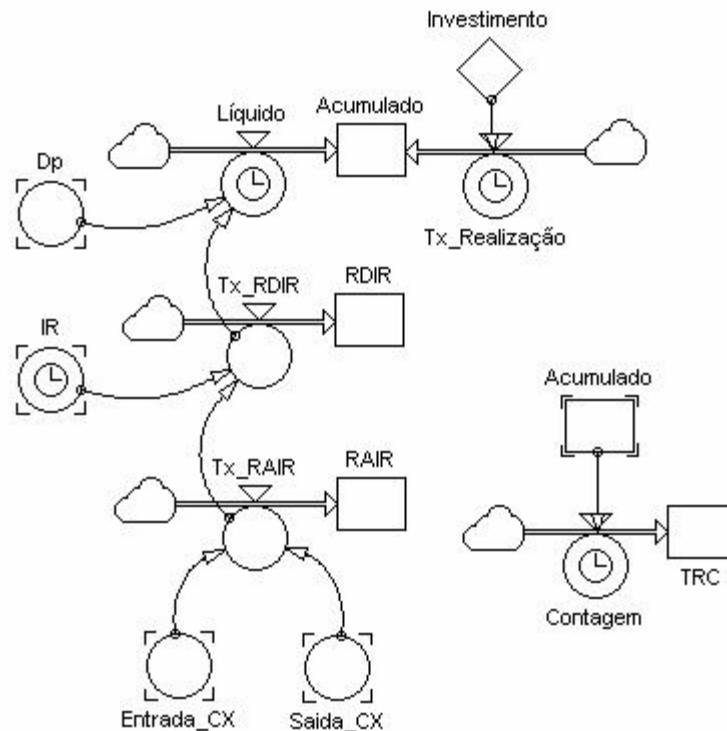 Investimento
Líquido
Acumulado
Dp
Tx_Realização
Tx_RDIR
RDIR
IR
Acumulado
Tx_RAIR
RAIR
TRC
Contagem
Entrada_CX
Saida_CX